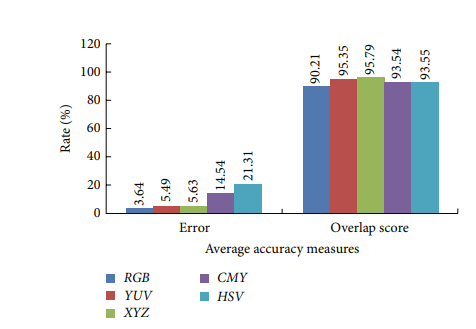 120
100
80
60
40
20
0
Rate (%)
3.64
5.49
5.63
14.54
21.31
90.21
95.35
95.79
93.54
93.55
Error
Overlap score
Average accuracy measures
RGB
YUV
XYZ
CMY
HSV